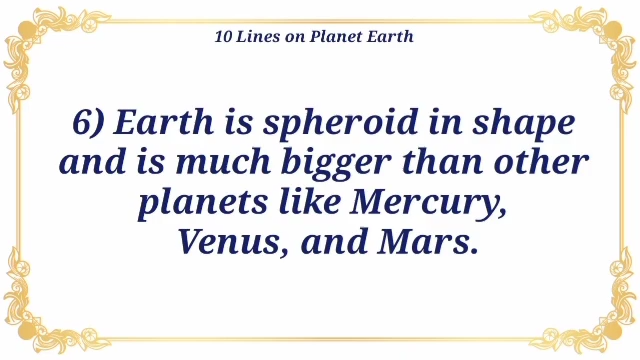 10 Lines on Planet Earth
6) Earth is spheroid in shape
and is much bigger than other
planets like Mercury,
Venus, and Mars.